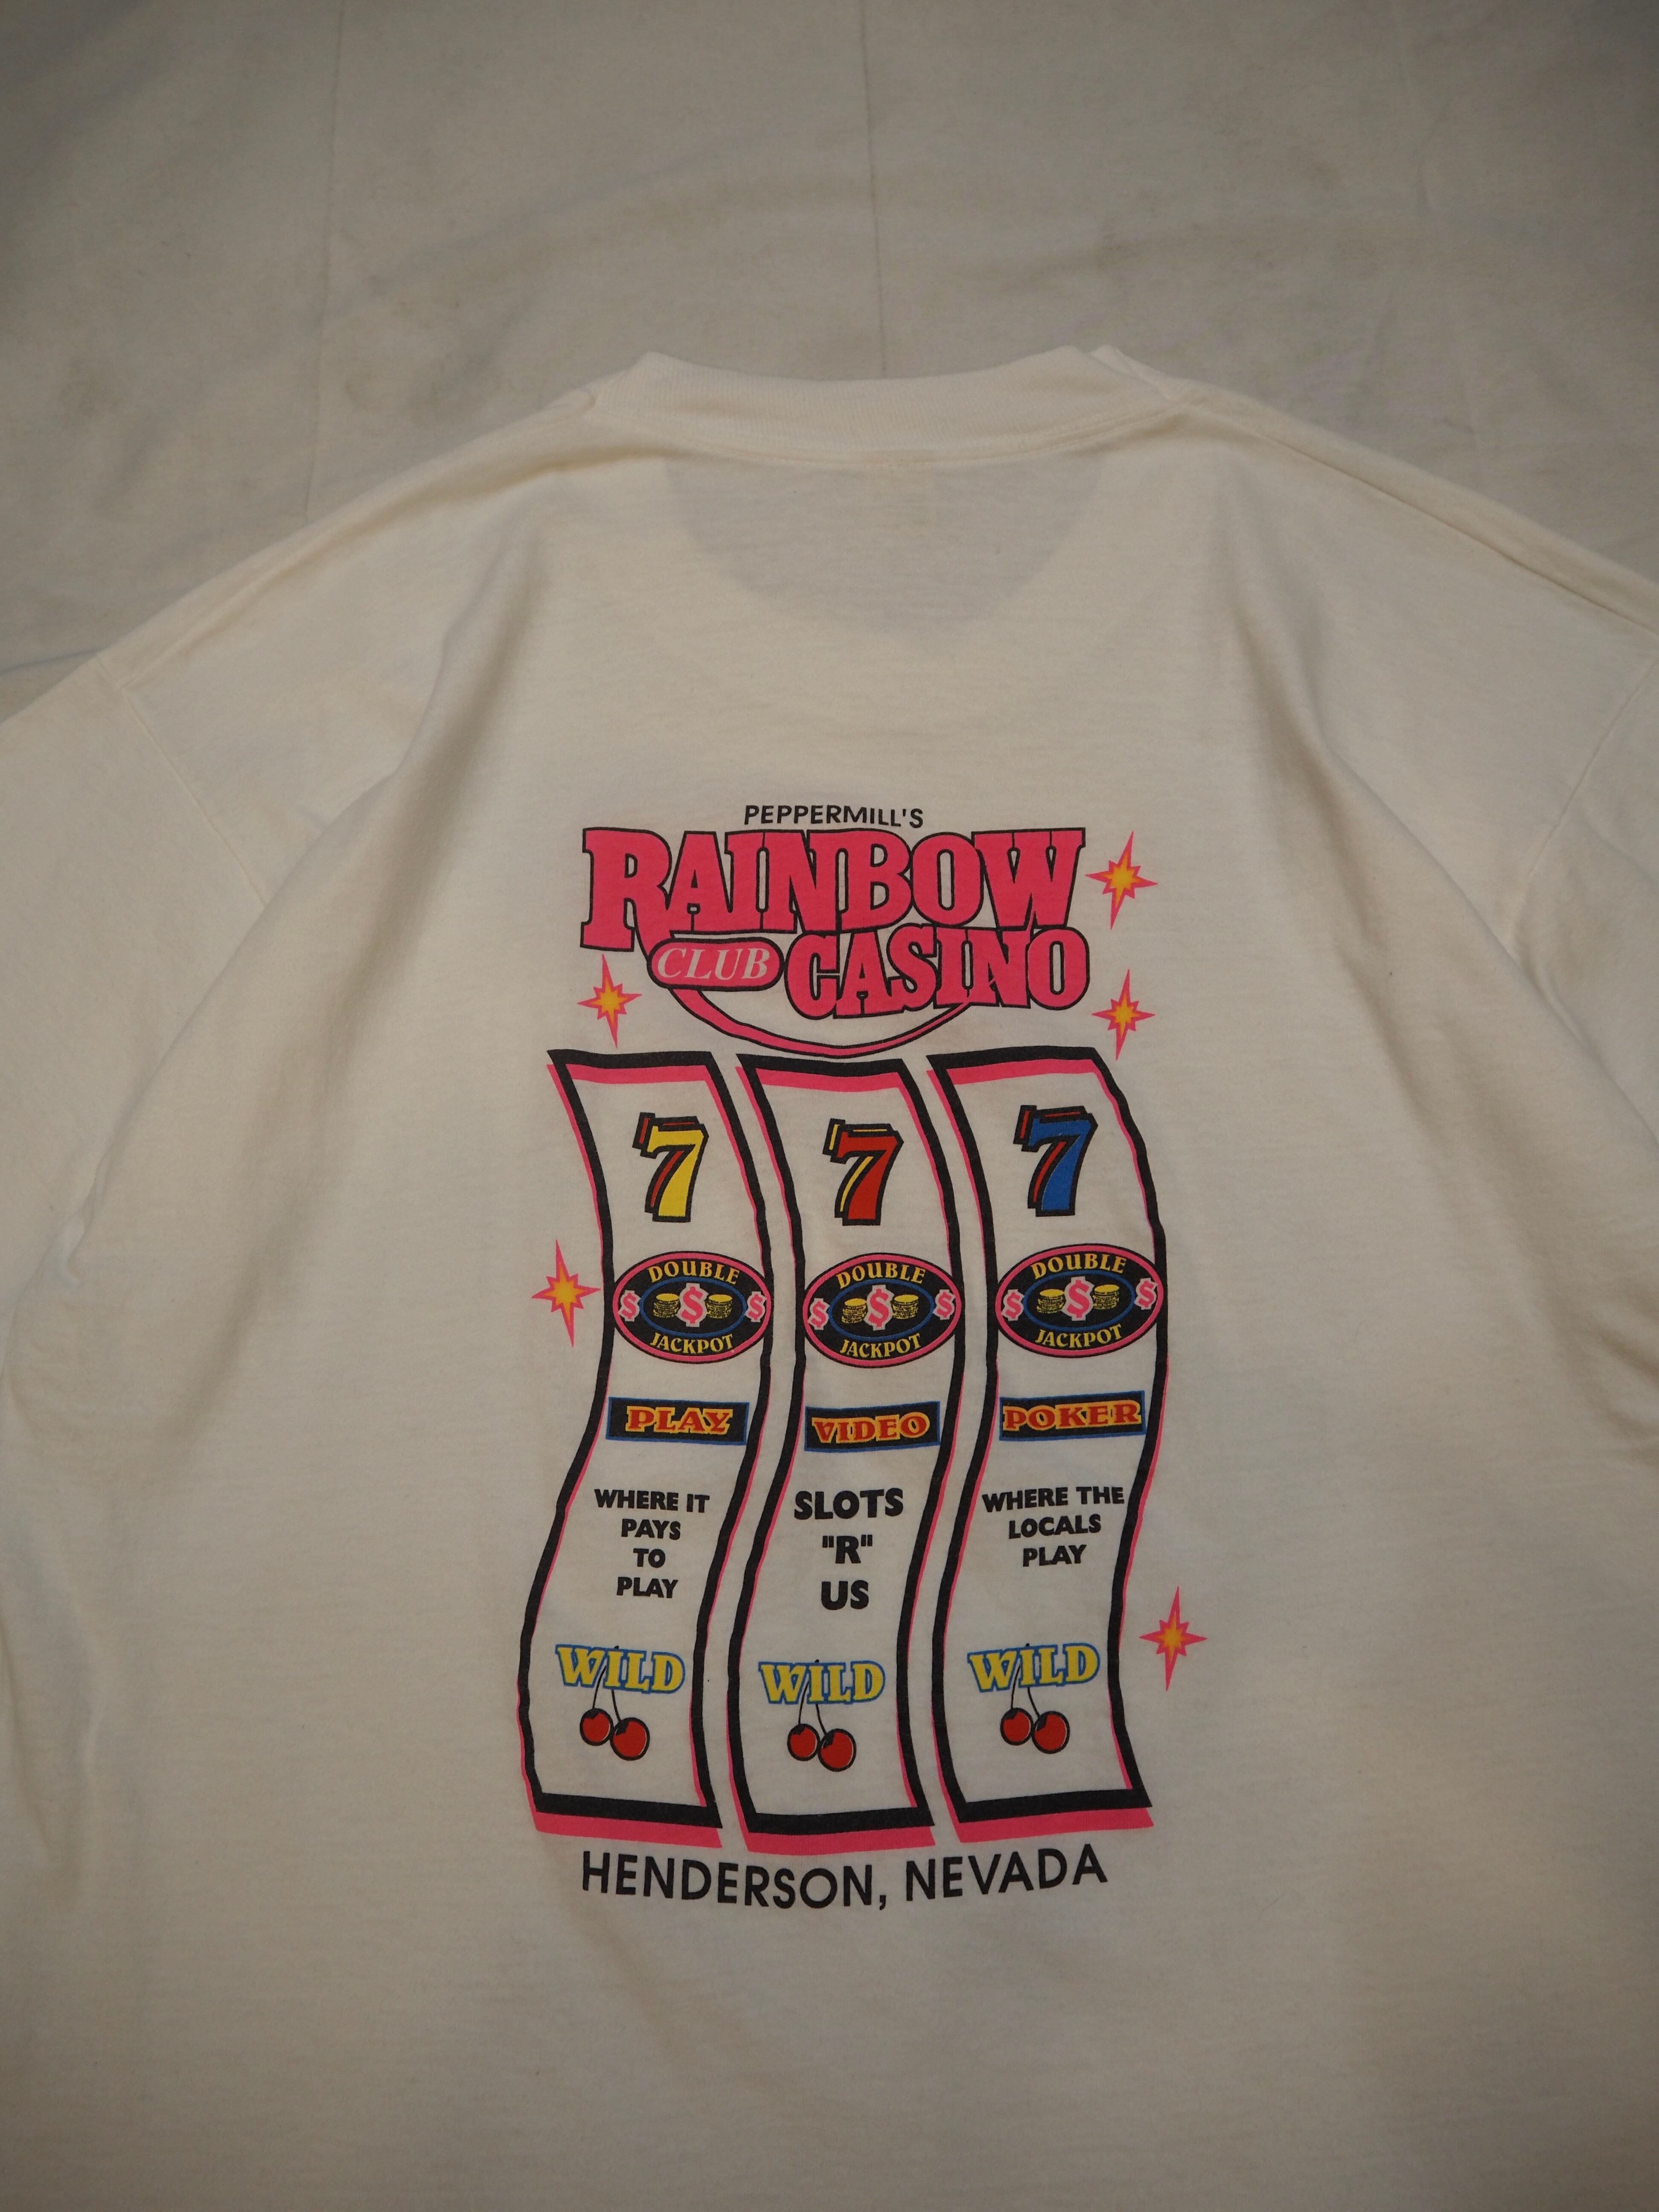 PEPPERMILL'S
RAINBOW
CLUB CASINO
7 7 7
DOUBLE DOUBLE DOUBLE
$ $ $ $ $ $ $ $ $
JACKPOT JACKPOT JACKPOT
PLAY VIDEO POKER
WHERE IT
PAYS
TO
PLAY
SLOTS
"R"
US
WHERE THE
LOCALS
PLAY
WILD WILD WILD
HENDERSON, NEVADA